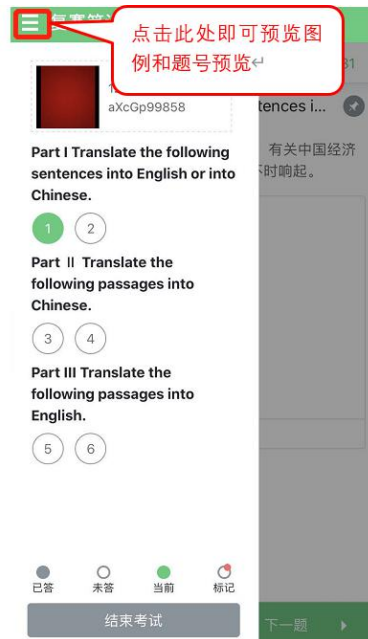 点击此处即可预览图
例和题号预览↵
31
aXcGp99858
tences i...
Part I Translate the following
sentences into English or into
Chinese.
有关中国经济
不时响起。
1 2
Part Ⅱ Translate the
following passages into
Chinese.
3 4
Part III Translate the
following passages into
English.
5 6
已答 未答 当前 标记
结束考试
下一题